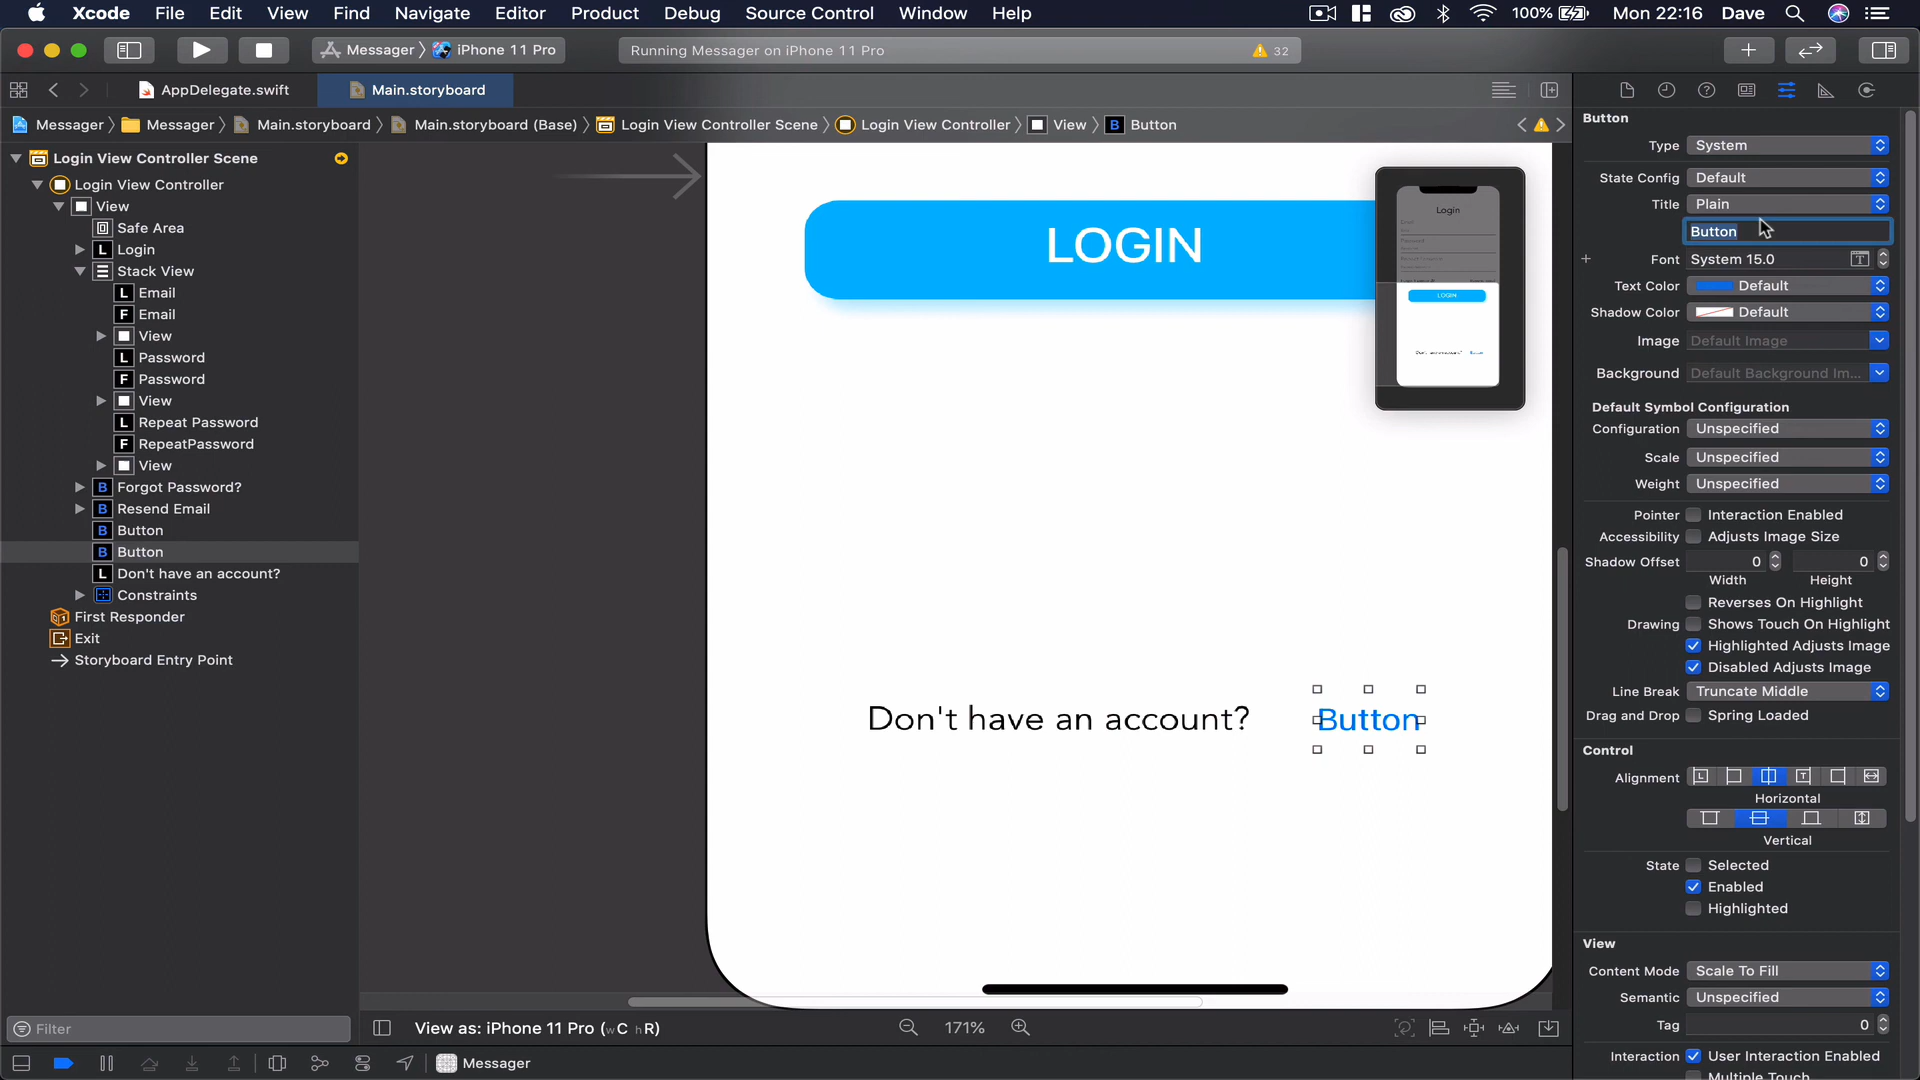 Xcode File Edit View Find Navigate Editor Product Debug Source Control Window Help 100% Mon 22:16 Dave
Messager iPhone 11 Pro Running Messager on iPhone 11 Pro 32
AppDelegate.swift Main.storyboard
Messager Messager Main.storyboard Main.storyboard (Base) Login View Controller Scene Login View Controller View B Button
Login View Controller Scene
Login View Controller
View
Safe Area
L Login
Stack View
L Email
F Email
View
L Password
F Password
View
L Repeat Password
F RepeatPassword
View
B Forgot Password?
B Resend Email
B Button
B Button
L Don't have an account?
Constraints
First Responder
Exit
Storyboard Entry Point
Filter
LOGIN
Login
LOGIN
Don't have an account?
Button
View as: iPhone 11 Pro (wC hR) 171%
Messager
Button
Type System
State Config Default
Title Plain
Button
Font System 15.0
Text Color Default
Shadow Color Default
Image Default Image
Background Default Background Im...
Default Symbol Configuration
Configuration Unspecified
Scale Unspecified
Weight Unspecified
Pointer Interaction Enabled
Accessibility Adjusts Image Size
Shadow Offset 0 0
Width Height
Reverses On Highlight
Drawing Shows Touch On Highlight
Highlighted Adjusts Image
Disabled Adjusts Image
Line Break Truncate Middle
Drag and Drop Spring Loaded
Control
Alignment
Horizontal
Vertical
State Selected
Enabled
Highlighted
View
Content Mode Scale To Fill
Semantic Unspecified
Tag 0
Interaction User Interaction Enabled
Multiple Touch